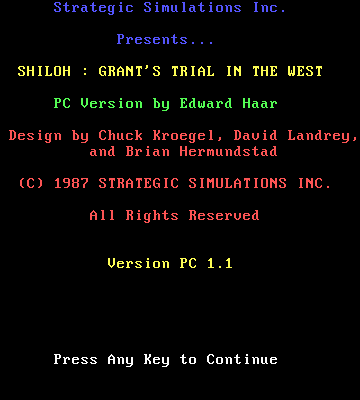 Strategic Simulations Inc.
Presents...
SHILOH : GRANT'S TRIAL IN THE WEST
PC Version by Edward Haar
Design by Chuck Kroegel, David Landrey,
and Brian Hermundstad
(C) 1987 STRATEGIC SIMULATIONS INC.
All Rights Reserved
Version PC 1.1
Press Any Key to Continue